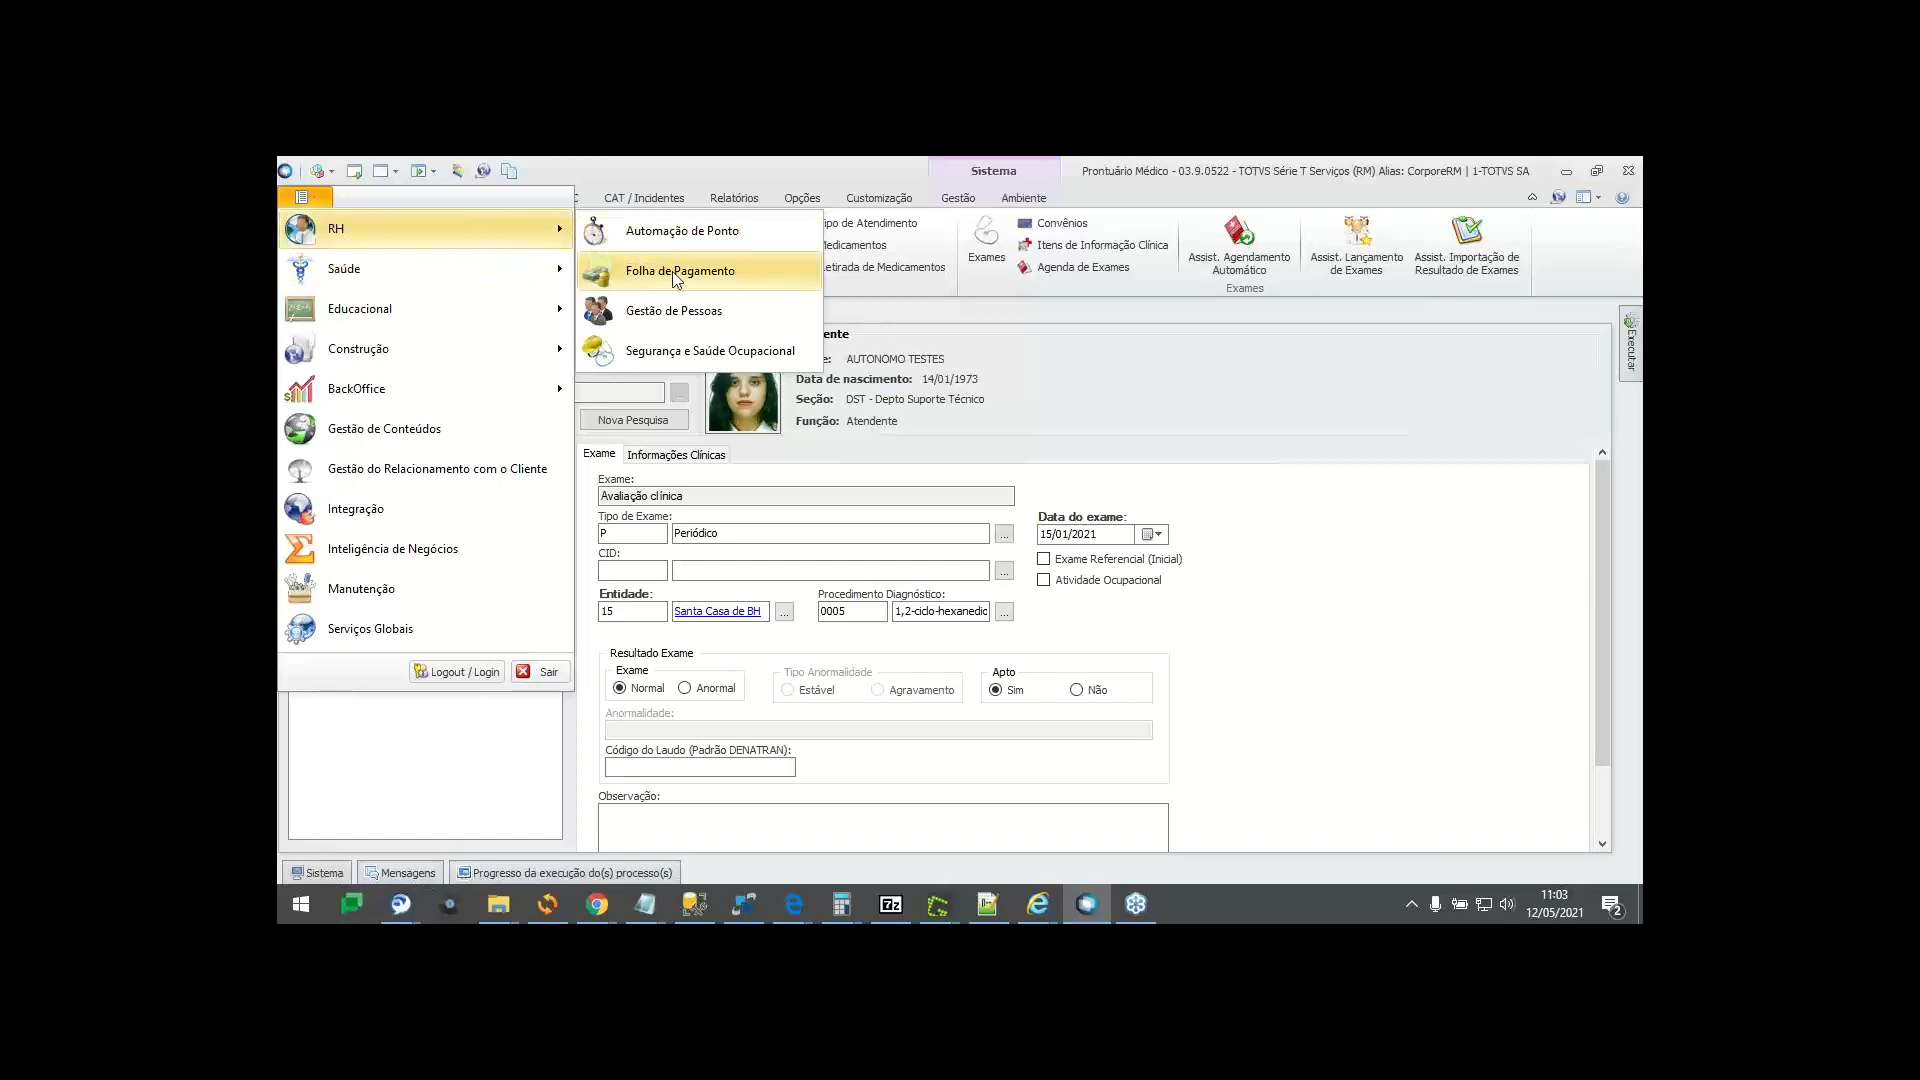 Sistema
Prontuário Médico - 03.9.0522 - TOTVS Série T Serviços (RM) Alias: CorporeRM | 1-TOTVS SA
CAT / Incidentes
Relatórios
Opções
Customização
Gestão
Ambiente
RH
Saúde
Educacional
Construção
BackOffice
Gestão de Conteúdos
Gestão do Relacionamento com o Cliente
Integração
Inteligência de Negócios
Manutenção
Serviços Globais
Logout / Login
Sair
Automação de Ponto
Folha de Pagamento
Gestão de Pessoas
Segurança e Saúde Ocupacional
ipo de Atendimento
edicamentos
etirada de Medicamentos
Exames
Convênios
Itens de Informação Clínica
Agenda de Exames
Assist. Agendamento
Automático
Assist. Lançamento
de Exames
Assist. Importação de
Resultado de Exames
Exames
Executar
ente
e: AUTONOMO TESTES
Data de nascimento: 14/01/1973
Seção: DST - Depto Suporte Técnico
Função: Atendente
...
Nova Pesquisa
Exame
Informações Clínicas
Exame:
Avaliação clínica
Tipo de Exame:
P
Periódico
...
Data do exame:
15/01/2021
CID:
...
Exame Referencial (Inicial)
Atividade Ocupacional
Entidade:
15
Santa Casa de BH
...
Procedimento Diagnóstico:
0005
1,2-ciclo-hexanedic
...
Resultado Exame
Exame
Normal
Anormal
Tipo Anormalidade
Estável
Agravamento
Apto
Sim
Não
Anormalidade:
Código do Laudo (Padrão DENATRAN):
Observação:
Sistema
Mensagens
Progresso da execução do(s) processo(s)
7z
11:03
12/05/2021
2